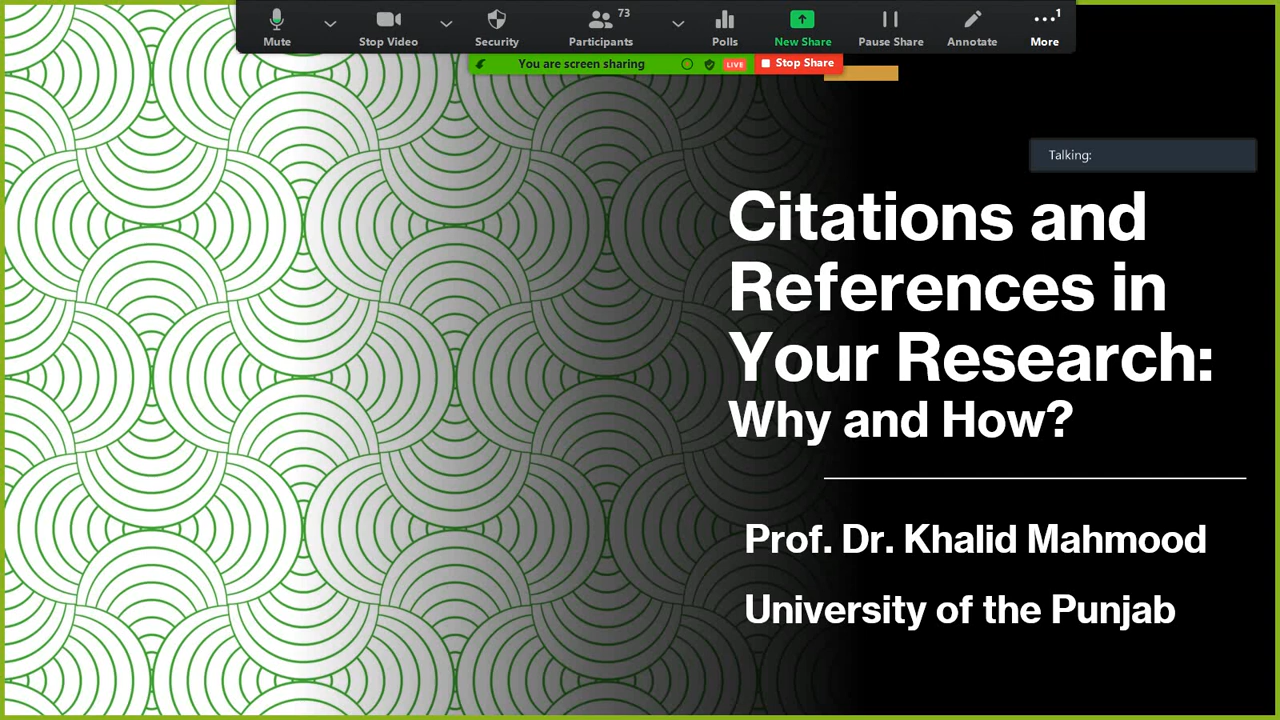 Mute
Stop Video
Security
73
Participants
Polls
New Share
Pause Share
Annotate
1
More
You are screen sharing
LIVE
Stop Share
Talking:
Citations and
References in
Your Research:
Why and How?
Prof. Dr. Khalid Mahmood
University of the Punjab